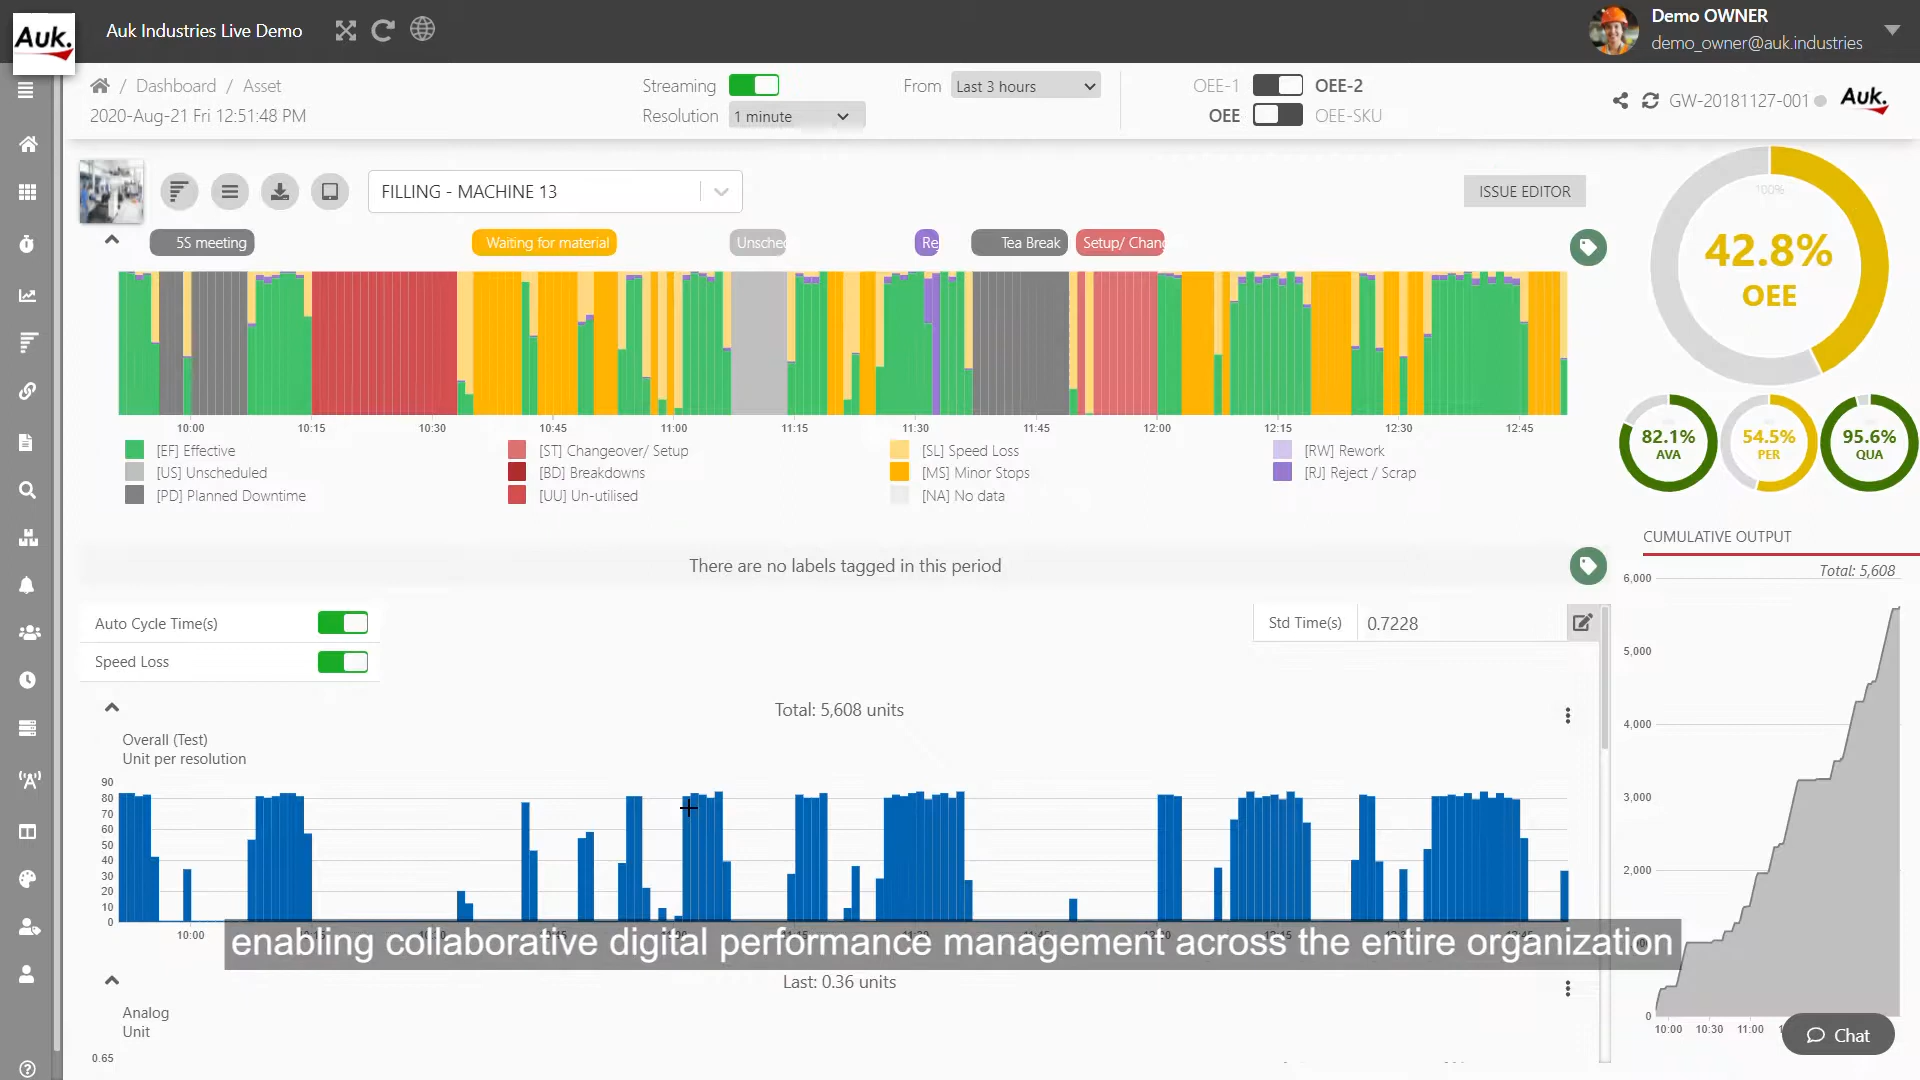 Auk.
Auk Industries Live Demo
Demo OWNER
demo_owner@auk.industries
/ Dashboard / Asset
2020-Aug-21 Fri 12:51:48 PM
Streaming
Resolution 1 minute
From Last 3 hours
OEE-1 OEE-2
OEE OEE-SKU
GW-20181127-001
Auk.
FILLING - MACHINE 13
ISSUE EDITOR
5S meeting
Waiting for material
Unsched
Re
Tea Break
Setup/ Chang
10:00 10:15 10:30 10:45 11:00 11:15 11:30 11:45 12:00 12:15 12:30 12:45
[EF] Effective
[US] Unscheduled
[PD] Planned Downtime
[ST] Changeover/ Setup
[BD] Breakdowns
[UU] Un-utilised
[SL] Speed Loss
[MS] Minor Stops
[NA] No data
[RW] Rework
[RJ] Reject / Scrap
100%
42.8%
OEE
82.1%
AVA
54.5%
PER
95.6%
QUA
There are no labels tagged in this period
Auto Cycle Time(s)
Speed Loss
Std Time(s) 0.7228
Total: 5,608 units
Overall (Test)
Unit per resolution
90
80
70
60
50
40
30
20
10
0
10:00
enabling collaborative digital performance management across the entire organization
Last: 0.36 units
Analog
Unit
0.65
CUMULATIVE OUTPUT
Total: 5,608
6,000
5,000
4,000
3,000
2,000
0
10:00 10:30 11:00
Chat